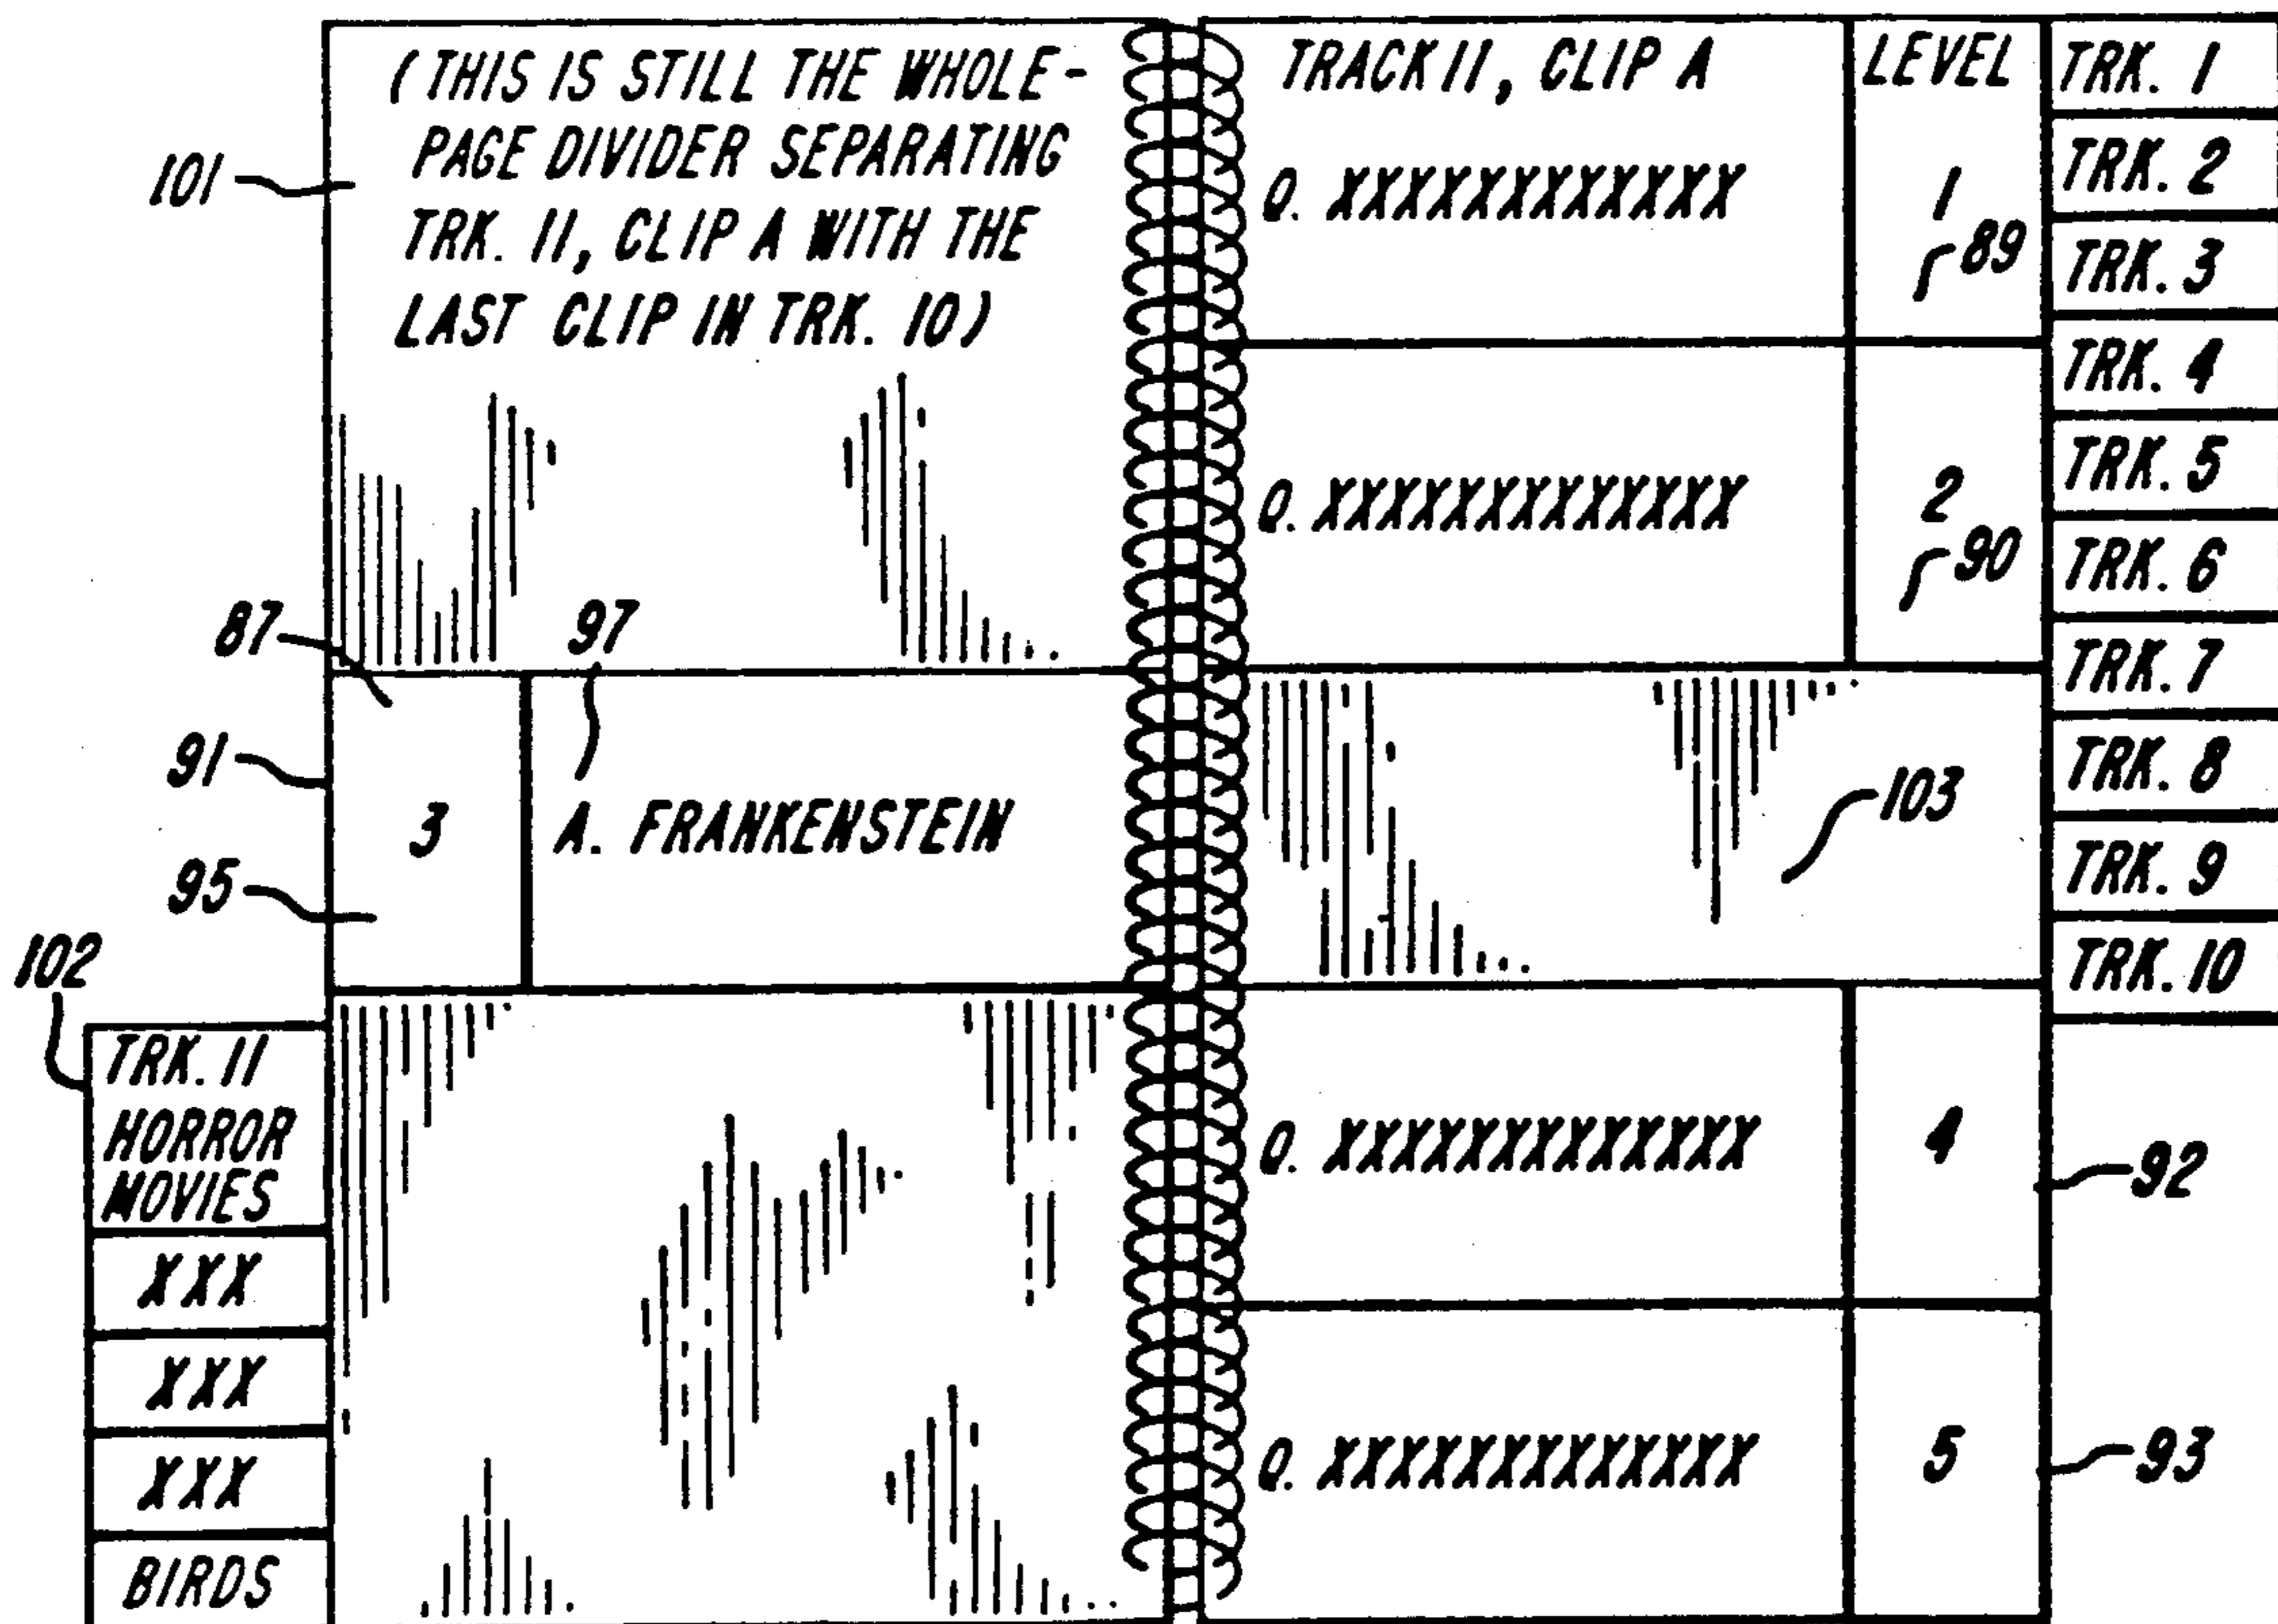 (THIS IS STILL THE WHOLE-
PAGE DIVIDER SEPARATING
TRK. 11, CLIP A WITH THE
LAST CLIP IN TRK. 10)
101
87
97
91
3
A. FRANKENSTEIN
95
102
TRK. 11
HORROR
MOVIES
XXX
XXX
XXX
BIRDS
TRACK 11, CLIP A
LEVEL
Q. XXXXXXXXXXXXX
1
89
Q. XXXXXXXXXXXXXX
2
90
103
Q. XXXXXXXXXXXXXX
4
92
Q. XXXXXXXXXXXXXX
5
93
TRK. 1
TRK. 2
TRK. 3
TRK. 4
TRK. 5
TRK. 6
TRK. 7
TRK. 8
TRK. 9
TRK. 10